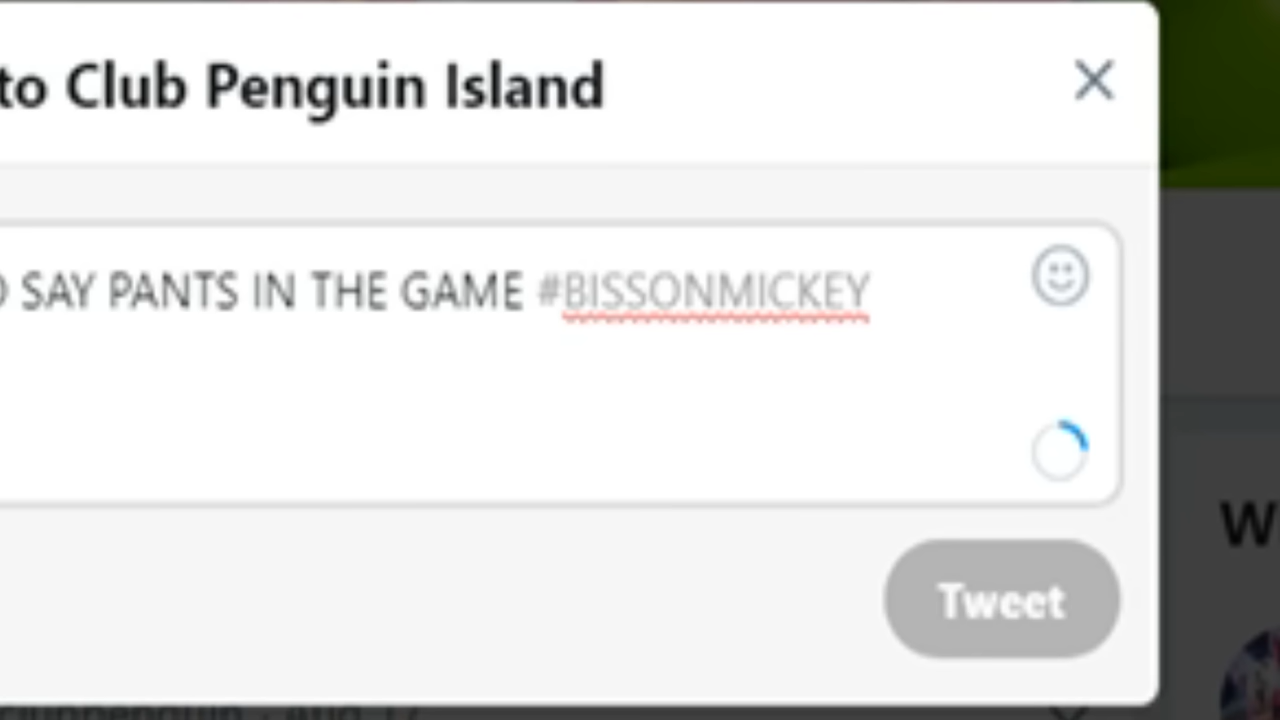 to Club Penguin Island
SAY PANTS IN THE GAME #BISSONMICKEY
Tweet
W